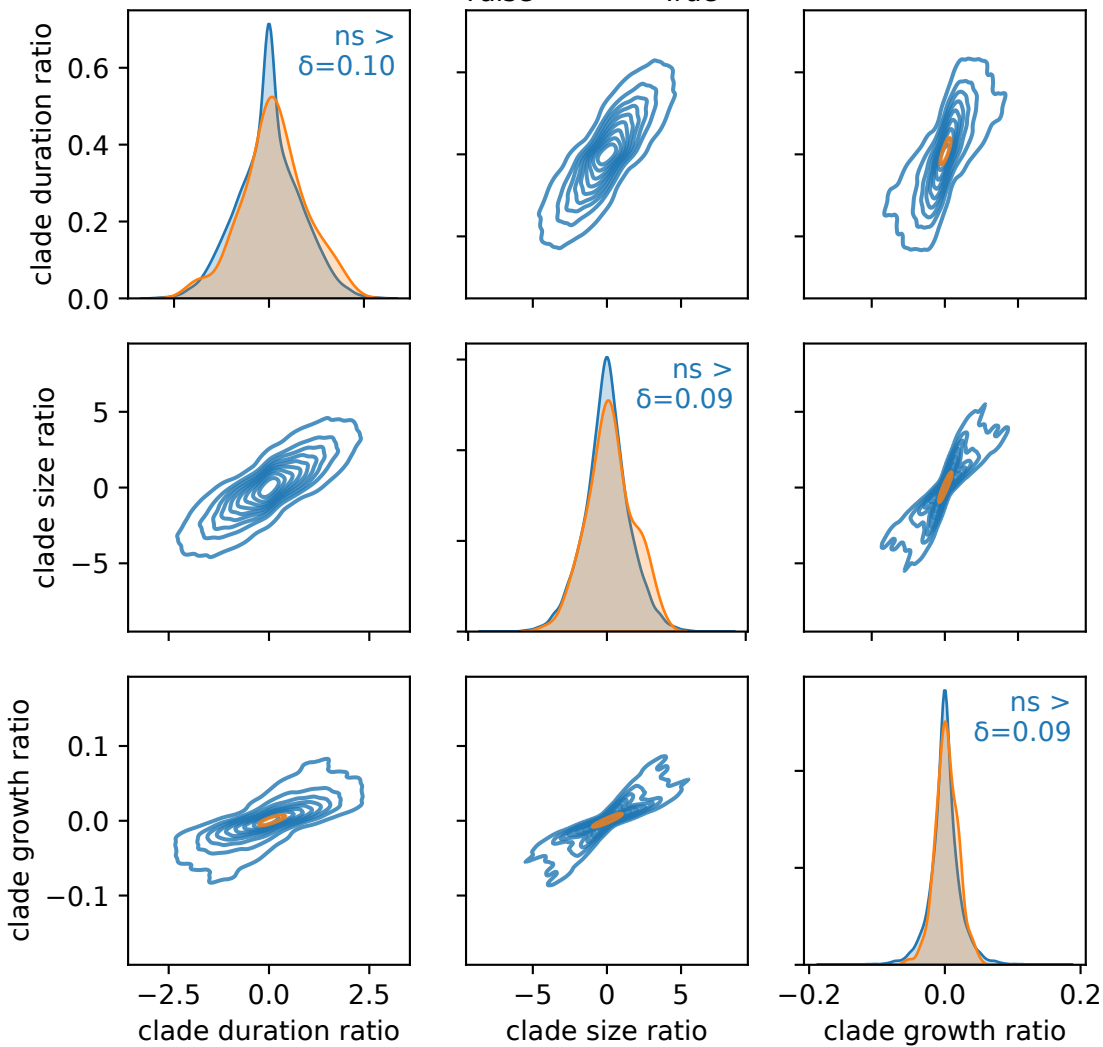 clade duration ratio
0.6
0.4
0.2
0.0
ns >
δ=0.10
−5
5
clade size ratio
5
0
−5
ns >
δ=0.09
clade growth ratio
0.1
0.0
−0.1
ns >
δ=0.09
−2.5
0.0
2.5
−5
0
5
−0.2
0.0
0.2
clade duration ratio
clade size ratio
clade growth ratio